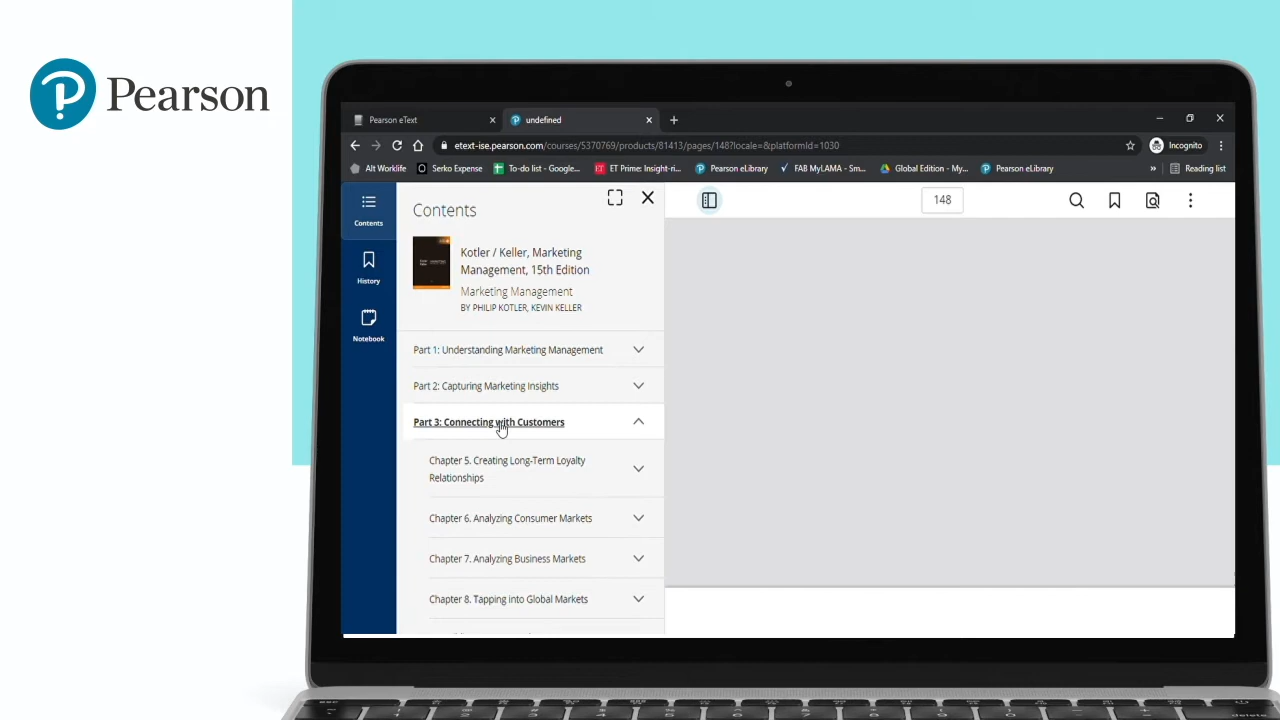 Pearson
Pearson eText
undefined
etext-ise.pearson.com/courses/5370769/products/81413/pages/148?locale=&platformId=1030
Incognito
Alt Worklife
Serko Expense
To-do list - Google...
ET Prime: Insight-ri...
Pearson eLibrary
FAB MyLAMA - Sm...
Global Edition - My...
Pearson eLibrary
»
Reading list
Contents
History
Notebook
Contents
Kotler / Keller, Marketing
Management, 15th Edition
Marketing Management
BY PHILIP KOTLER, KEVIN KELLER
148
Part 1: Understanding Marketing Management
Part 2: Capturing Marketing Insights
Part 3: Connecting with Customers
Chapter 5. Creating Long-Term Loyalty
Relationships
Chapter 6. Analyzing Consumer Markets
Chapter 7. Analyzing Business Markets
Chapter 8. Tapping into Global Markets